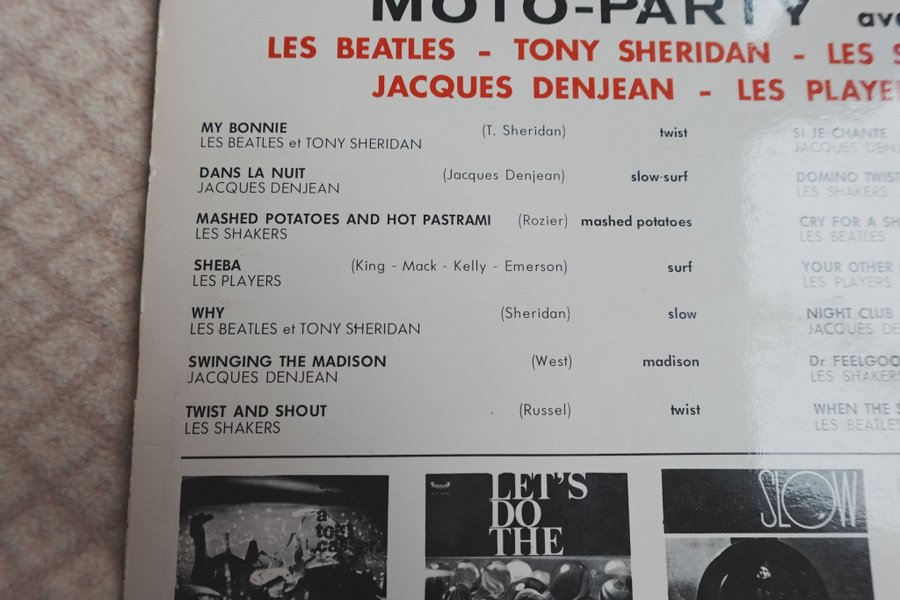 MOTO-PARTY
LES BEATLES - TONY SHERIDAN - LES
JACQUES DENJEAN - LES
MY BONNIE (T. Sheridan) twist
LES BEATLES et TONY SHERIDAN
DANS LA NUIT (Jacques Denjean) slow-surf
JACQUES DENJEAN
MASHED POTATOES AND HOT PASTRAMI (Rozier) mashed potatoes
LES SHAKERS
SHEBA (King - Mack - Kelly - Emerson) surf
LES PLAYERS
WHY (Sheridan) slow
LES BEATLES et TONY SHERIDAN
SWINGING THE MADISON (West) madison
JACQUES DENJEAN
TWIST AND SHOUT (Russel) twist
LES SHAKERS
SI JE CHANTE
JACQUES
DOMINO TWIST
LES SHAKERS
CRY FOR A
LES BEATLES
YOUR OTHER
LES PLAYERS
NIGHT CLUB
JACQUES
Dr
LES
WHEN THE
LES BEATLES
LET'S
DO
THE
SLOW